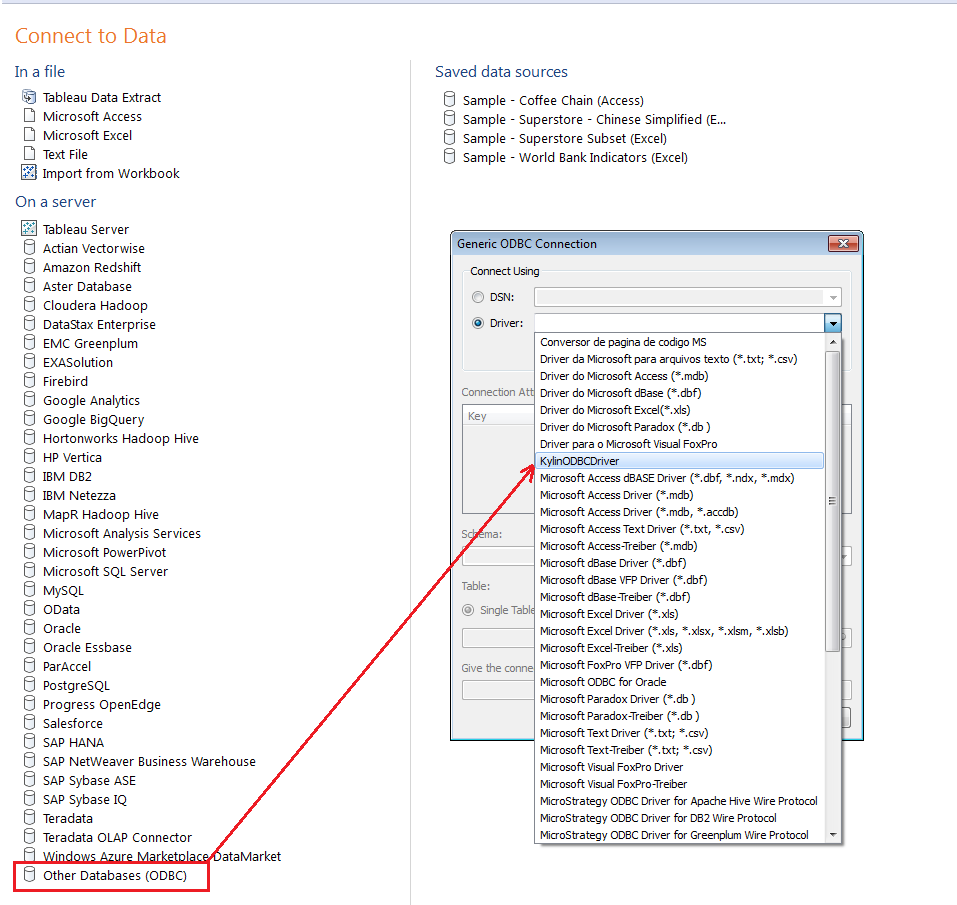 Connect to Data
In a file
Tableau Data Extract
Microsoft Access
Microsoft Excel
Text File
Import from Workbook
On a server
Tableau Server
Actian Vectorwise
Amazon Redshift
Aster Database
Cloudera Hadoop
DataStax Enterprise
EMC Greenplum
EXASolution
Firebird
Google Analytics
Google BigQuery
Hortonworks Hadoop Hive
HP Vertica
IBM DB2
IBM Netezza
MapR Hadoop Hive
Microsoft Analysis Services
Microsoft PowerPivot
Microsoft SQL Server
MySQL
OData
Oracle
Oracle Essbase
ParAccel
PostgreSQL
Progress OpenEdge
Salesforce
SAP HANA
SAP NetWeaver Business Warehouse
SAP Sybase ASE
SAP Sybase IQ
Teradata
Teradata OLAP Connector
Windows Azure Marketplace DataMarket
Other Databases (ODBC)
Saved data sources
Sample - Coffee Chain (Access)
Sample - Superstore - Chinese Simplified (E...
Sample - Superstore Subset (Excel)
Sample - World Bank Indicators (Excel)
Generic ODBC Connection
Connect Using
DSN:
Driver:
Connection Att
Key
Schema:
Table:
Single Table
Give the conne
Conversor de pagina de codigo MS
Driver da Microsoft para arquivos texto (*.txt; *.csv)
Driver do Microsoft Access (*.mdb)
Driver do Microsoft dBase (*.dbf)
Driver do Microsoft Excel(*.xls)
Driver do Microsoft Paradox (*.db )
Driver para o Microsoft Visual FoxPro
KylinODBCDriver
Microsoft Access dBASE Driver (*.dbf, *.ndx, *.mdx)
Microsoft Access Driver (*.mdb)
Microsoft Access Driver (*.mdb, *.accdb)
Microsoft Access Text Driver (*.txt, *.csv)
Microsoft Access-Treiber (*.mdb)
Microsoft dBase Driver (*.dbf)
Microsoft dBase VFP Driver (*.dbf)
Microsoft dBase-Treiber (*.dbf)
Microsoft Excel Driver (*.xls)
Microsoft Excel Driver (*.xls, *.xlsx, *.xlsm, *.xlsb)
Microsoft Excel-Treiber (*.xls)
Microsoft FoxPro VFP Driver (*.dbf)
Microsoft ODBC for Oracle
Microsoft Paradox Driver (*.db )
Microsoft Paradox-Treiber (*.db )
Microsoft Text Driver (*.txt; *.csv)
Microsoft Text-Treiber (*.txt; *.csv)
Microsoft Visual FoxPro Driver
Microsoft Visual FoxPro-Treiber
MicroStrategy ODBC Driver for Apache Hive Wire Protocol
MicroStrategy ODBC Driver for DB2 Wire Protocol
MicroStrategy ODBC Driver for Greenplum Wire Protocol